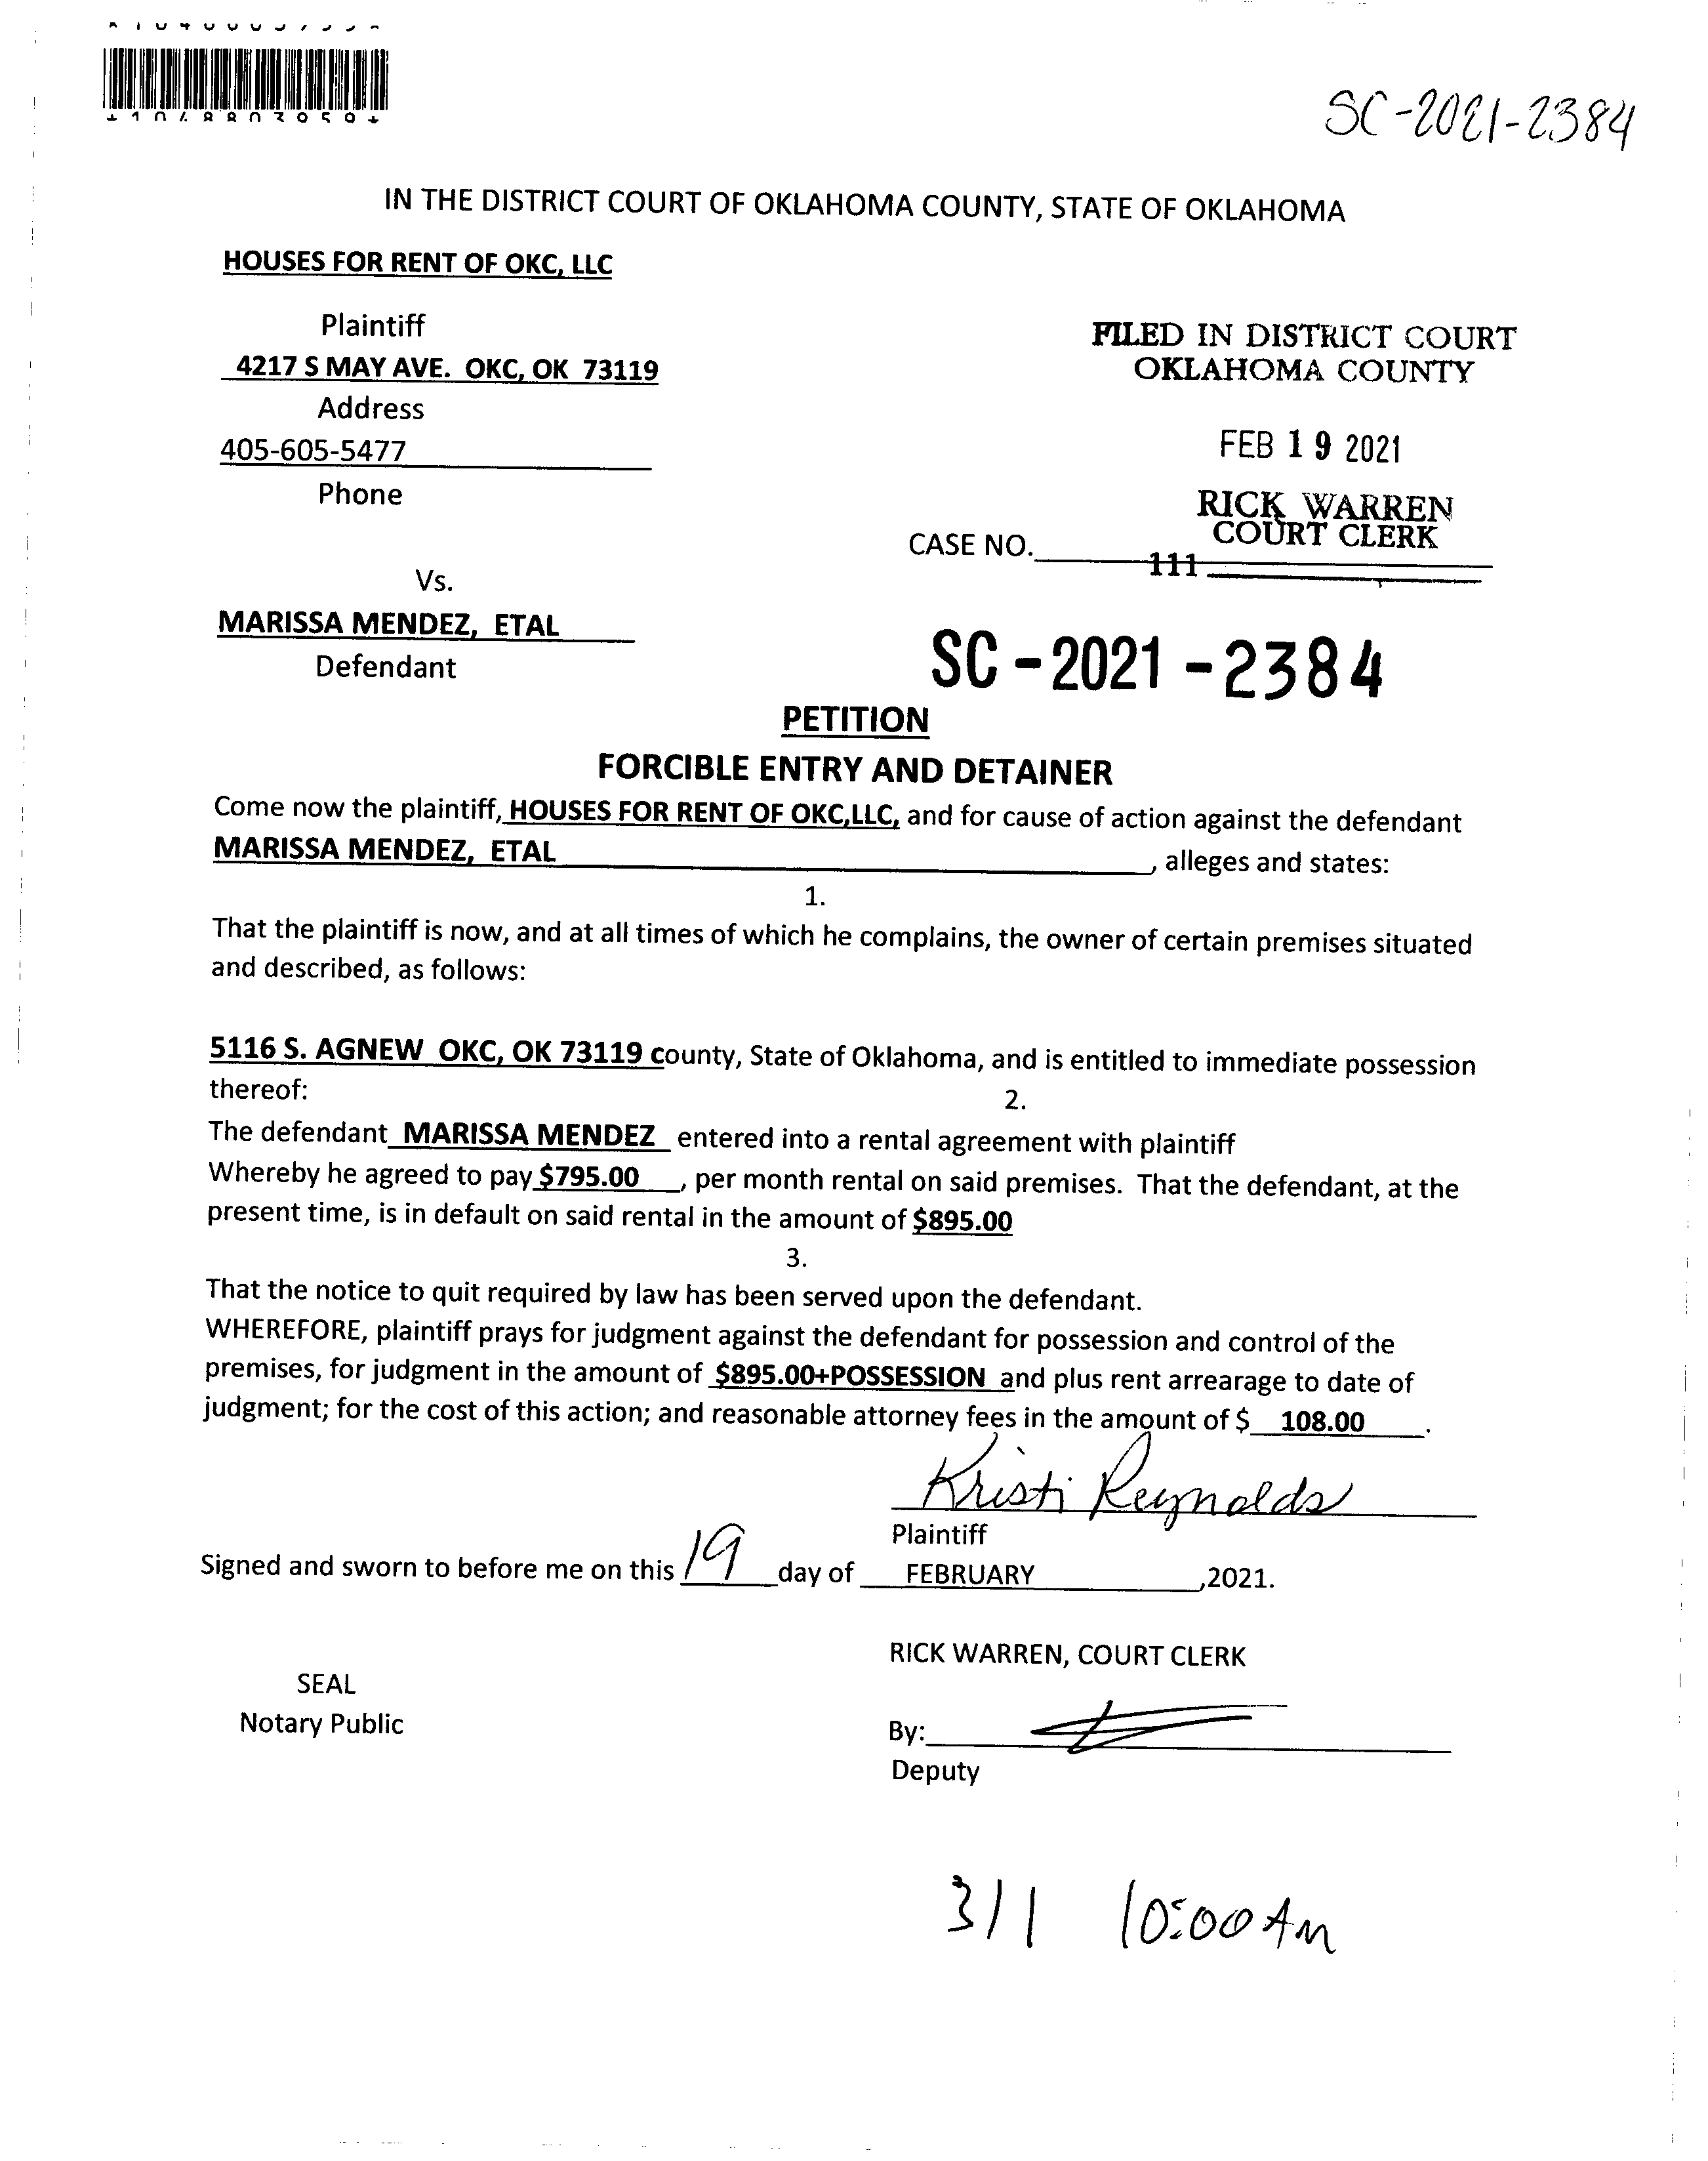 SC-2021-2384
IN THE DISTRICT COURT OF OKLAHOMA COUNTY, STATE OF OKLAHOMA
HOUSES FOR RENT OF OKC, LLC
Plaintiff
4217 S MAY AVE. OKC, OK 73119
Address
405-605-5477
Phone
FILED IN DISTRICT COURT
OKLAHOMA COUNTY
FEB 19 2021
RICK WARREN
COURT CLERK
CASE NO.
111
Vs.
MARISSA MENDEZ, ETAL
Defendant
SC-2021-2384
PETITION
FORCIBLE ENTRY AND DETAINER
Come now the plaintiff, HOUSES FOR RENT OF OKC,LLC, and for cause of action against the defendant
MARISSA MENDEZ, ETAL, alleges and states:
1.
That the plaintiff is now, and at all times of which he complains, the owner of certain premises situated
and described, as follows:
5116 S. AGNEW OKC, OK 73119 county, State of Oklahoma, and is entitled to immediate possession
thereof:
2.
The defendant MARISSA MENDEZ entered into a rental agreement with plaintiff
Whereby he agreed to pay $795.00, per month rental on said premises. That the defendant, at the
present time, is in default on said rental in the amount of $895.00
3.
That the notice to quit required by law has been served upon the defendant.
WHEREFORE, plaintiff prays for judgment against the defendant for possession and control of the
premises, for judgment in the amount of $895.00+POSSESSION and plus rent arrearage to date of
judgment; for the cost of this action; and reasonable attorney fees in the amount of $ 108.00.
Kristi Reynolds
Plaintiff
Signed and sworn to before me on this 19 day of FEBRUARY,2021.
RICK WARREN, COURT CLERK
SEAL
Notary Public
By:
Deputy
3/1 10:00 AM